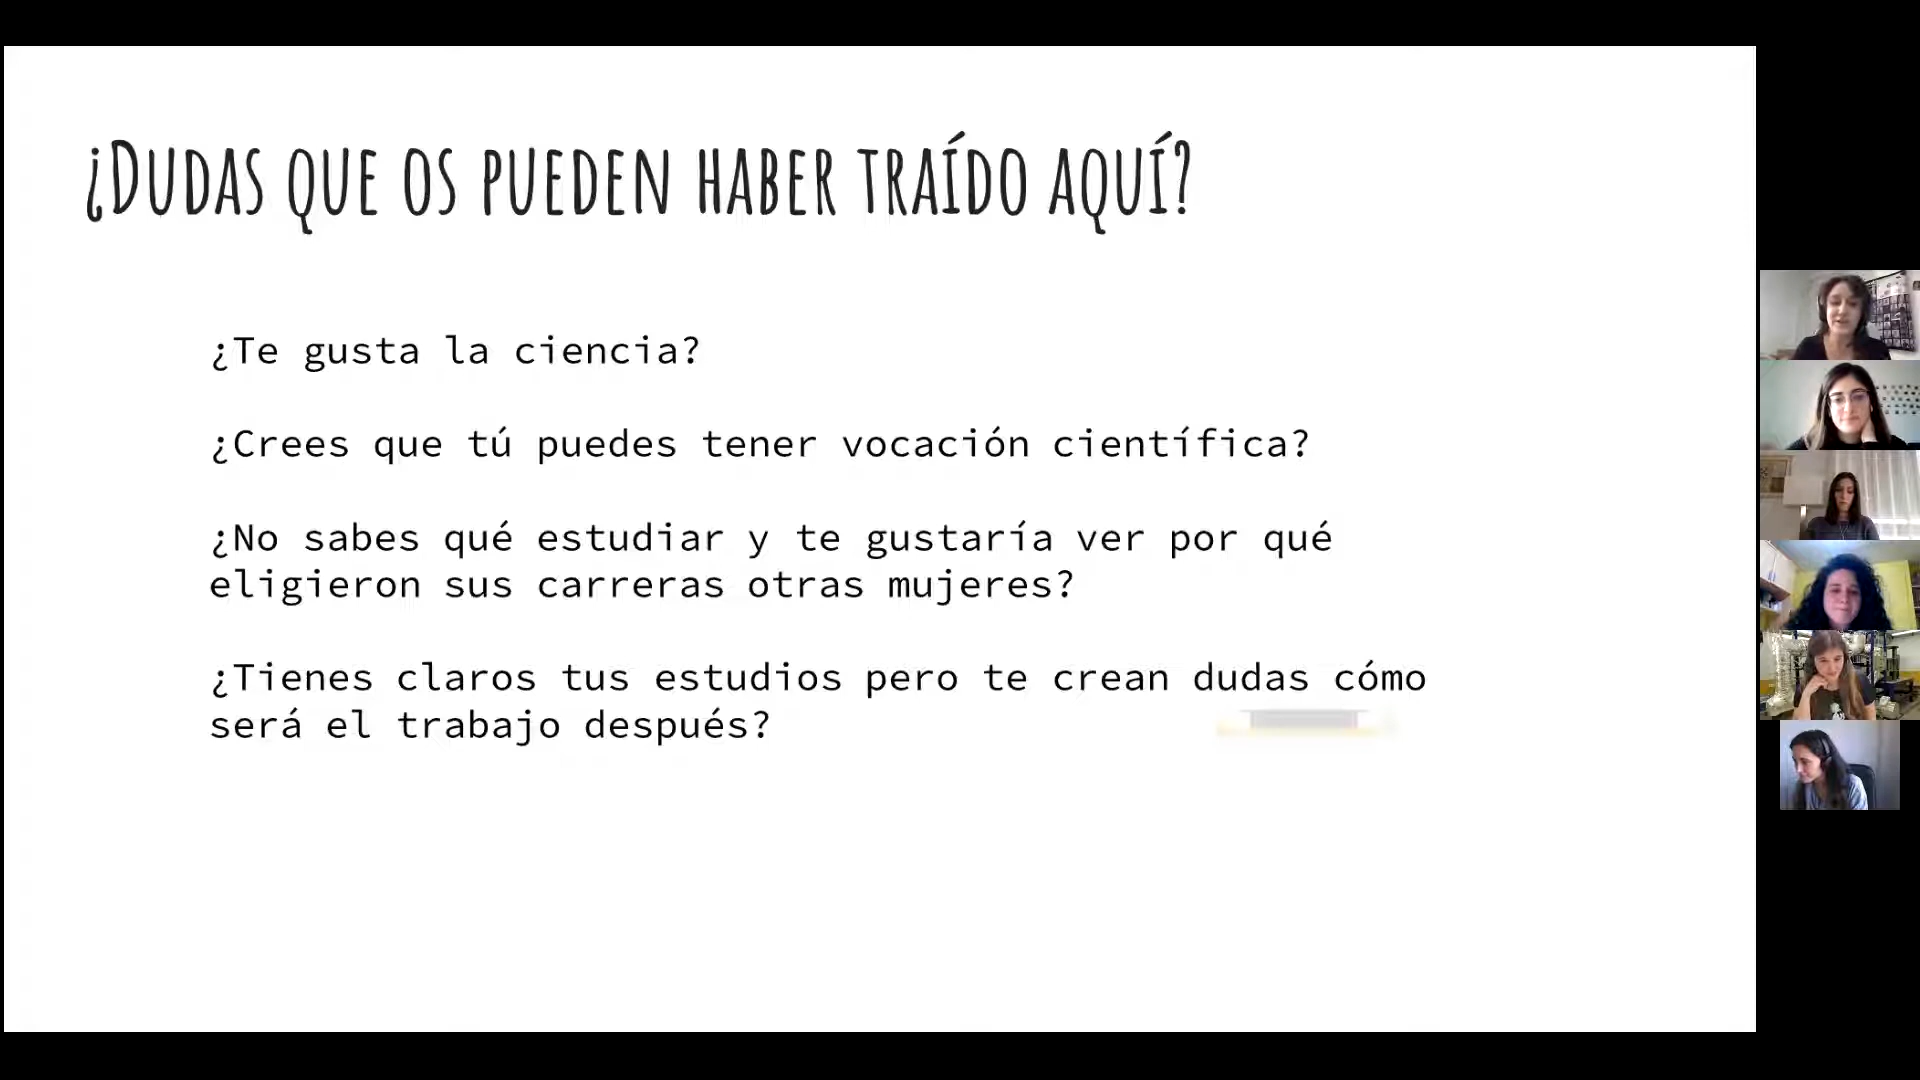 ¿Dudas que os pueden haber traído aquí?
¿Te gusta la ciencia?
¿Crees que tú puedes tener vocación científica?
¿No sabes qué estudiar y te gustaría ver por qué
eligieron sus carreras otras mujeres?
¿Tienes claros tus estudios pero te crean dudas cómo
será el trabajo después?